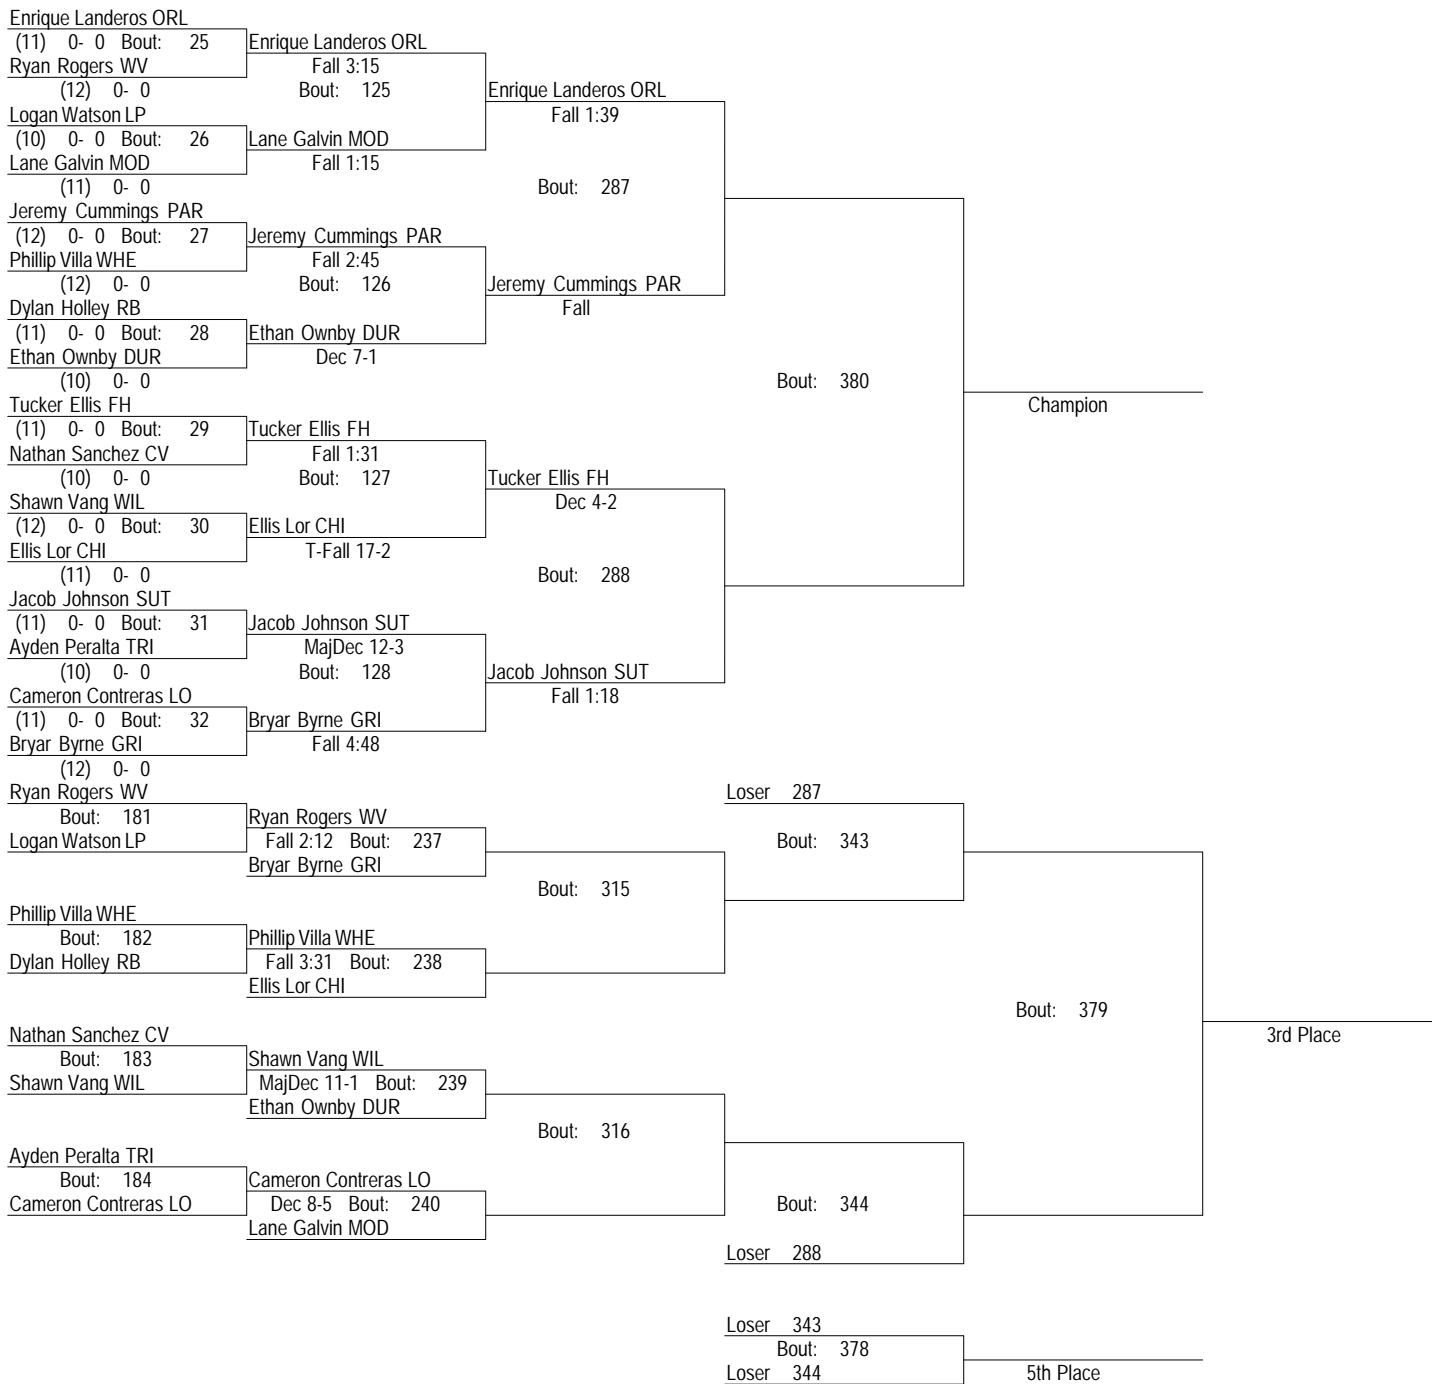 Enrique Landeros ORL
(11) 0- 0 Bout: 25 Enrique Landeros ORL
Ryan Rogers WV Fall 3:15
(12) 0- 0 Bout: 125 Enrique Landeros ORL
Logan Watson LP Fall 1:39
(10) 0- 0 Bout: 26 Lane Galvin MOD
Lane Galvin MOD Fall 1:15
(11) 0- 0 Bout: 287
Jeremy Cummings PAR
(12) 0- 0 Bout: 27 Jeremy Cummings PAR
Phillip Villa WHE Fall 2:45
(12) 0- 0 Bout: 126 Jeremy Cummings PAR
Dylan Holley RB Fall
(11) 0- 0 Bout: 28 Ethan Ownby DUR
Ethan Ownby DUR Dec 7-1
(10) 0- 0 Bout: 380
Tucker Ellis FH Champion
(11) 0- 0 Bout: 29 Tucker Ellis FH
Nathan Sanchez CV Fall 1:31
(10) 0- 0 Bout: 127 Tucker Ellis FH
Shawn Vang WIL Dec 4-2
(12) 0- 0 Bout: 30 Ellis Lor CHI
Ellis Lor CHI T-Fall 17-2
(11) 0- 0 Bout: 288
Jacob Johnson SUT
(11) 0- 0 Bout: 31 Jacob Johnson SUT
Ayden Peralta TRI MajDec 12-3
(10) 0- 0 Bout: 128 Jacob Johnson SUT
Cameron Contreras LO Fall 1:18
(11) 0- 0 Bout: 32 Bryar Byrne GRI
Bryar Byrne GRI Fall 4:48
(12) 0- 0
Ryan Rogers WV Loser 287
Bout: 181 Ryan Rogers WV
Logan Watson LP Fall 2:12 Bout: 237 Bout: 343
Bryar Byrne GRI
Bout: 315
Phillip Villa WHE
Bout: 182 Phillip Villa WHE
Dylan Holley RB Fall 3:31 Bout: 238
Ellis Lor CHI
Bout: 379
Nathan Sanchez CV 3rd Place
Bout: 183 Shawn Vang WIL
Shawn Vang WIL MajDec 11-1 Bout: 239
Ethan Ownby DUR
Bout: 316
Ayden Peralta TRI
Bout: 184 Cameron Contreras LO
Cameron Contreras LO Dec 8-5 Bout: 240 Bout: 344
Lane Galvin MOD
Loser 288
Loser 343
Bout: 378
Loser 344 5th Place